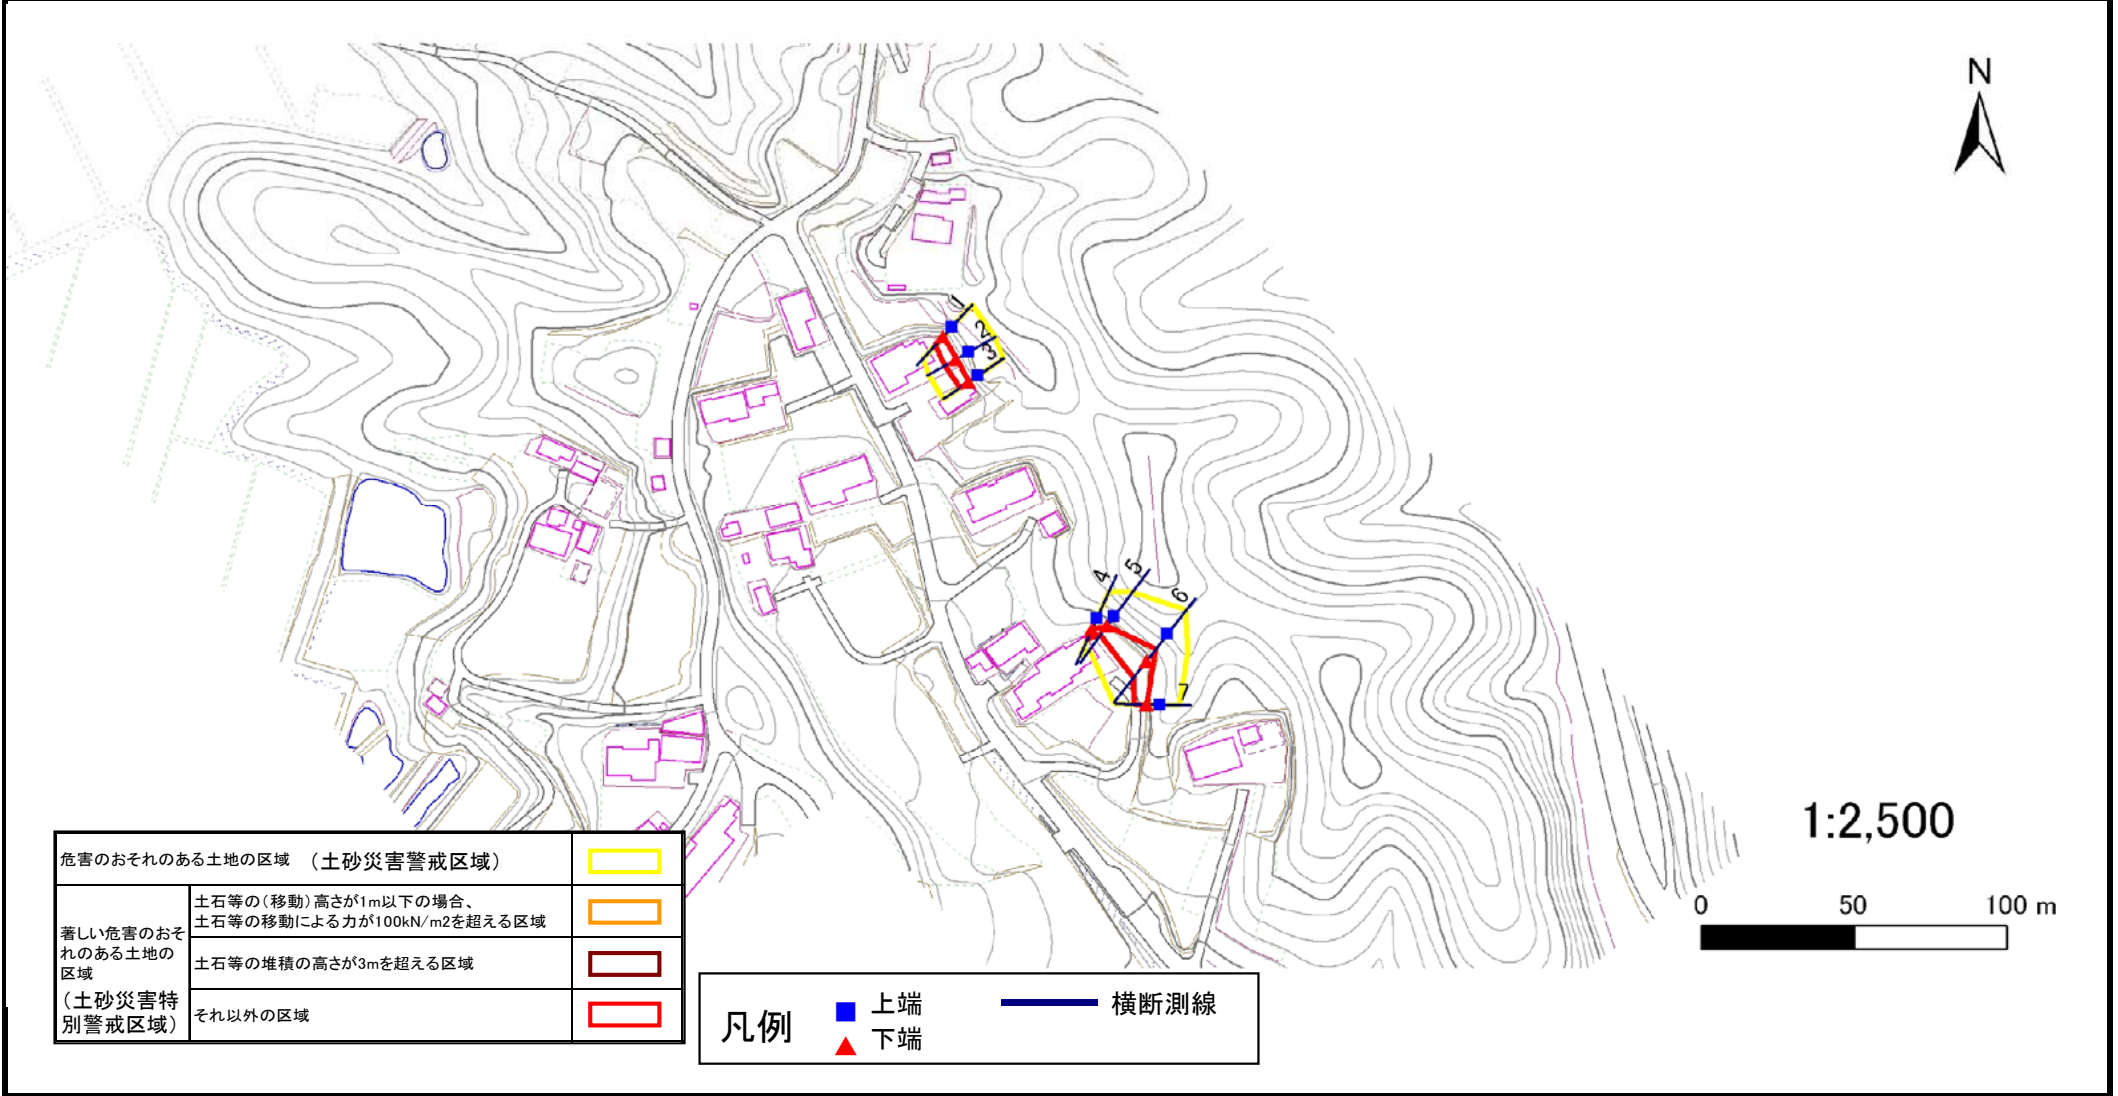 N
1
2
3
4
5
6
7
1:2,500
0 50 100 m
危害のおそれのある土地の区域 (土砂災害警戒区域)
著しい危害のおそ
れのある土地の
区域
(土砂災害特
別警戒区域)
土石等の(移動)高さが1m以下の場合、
土石等の移動による力が100kN/m2を超える区域
土石等の堆積の高さが3mを超える区域
それ以外の区域
凡例
上端
下端
横断測線